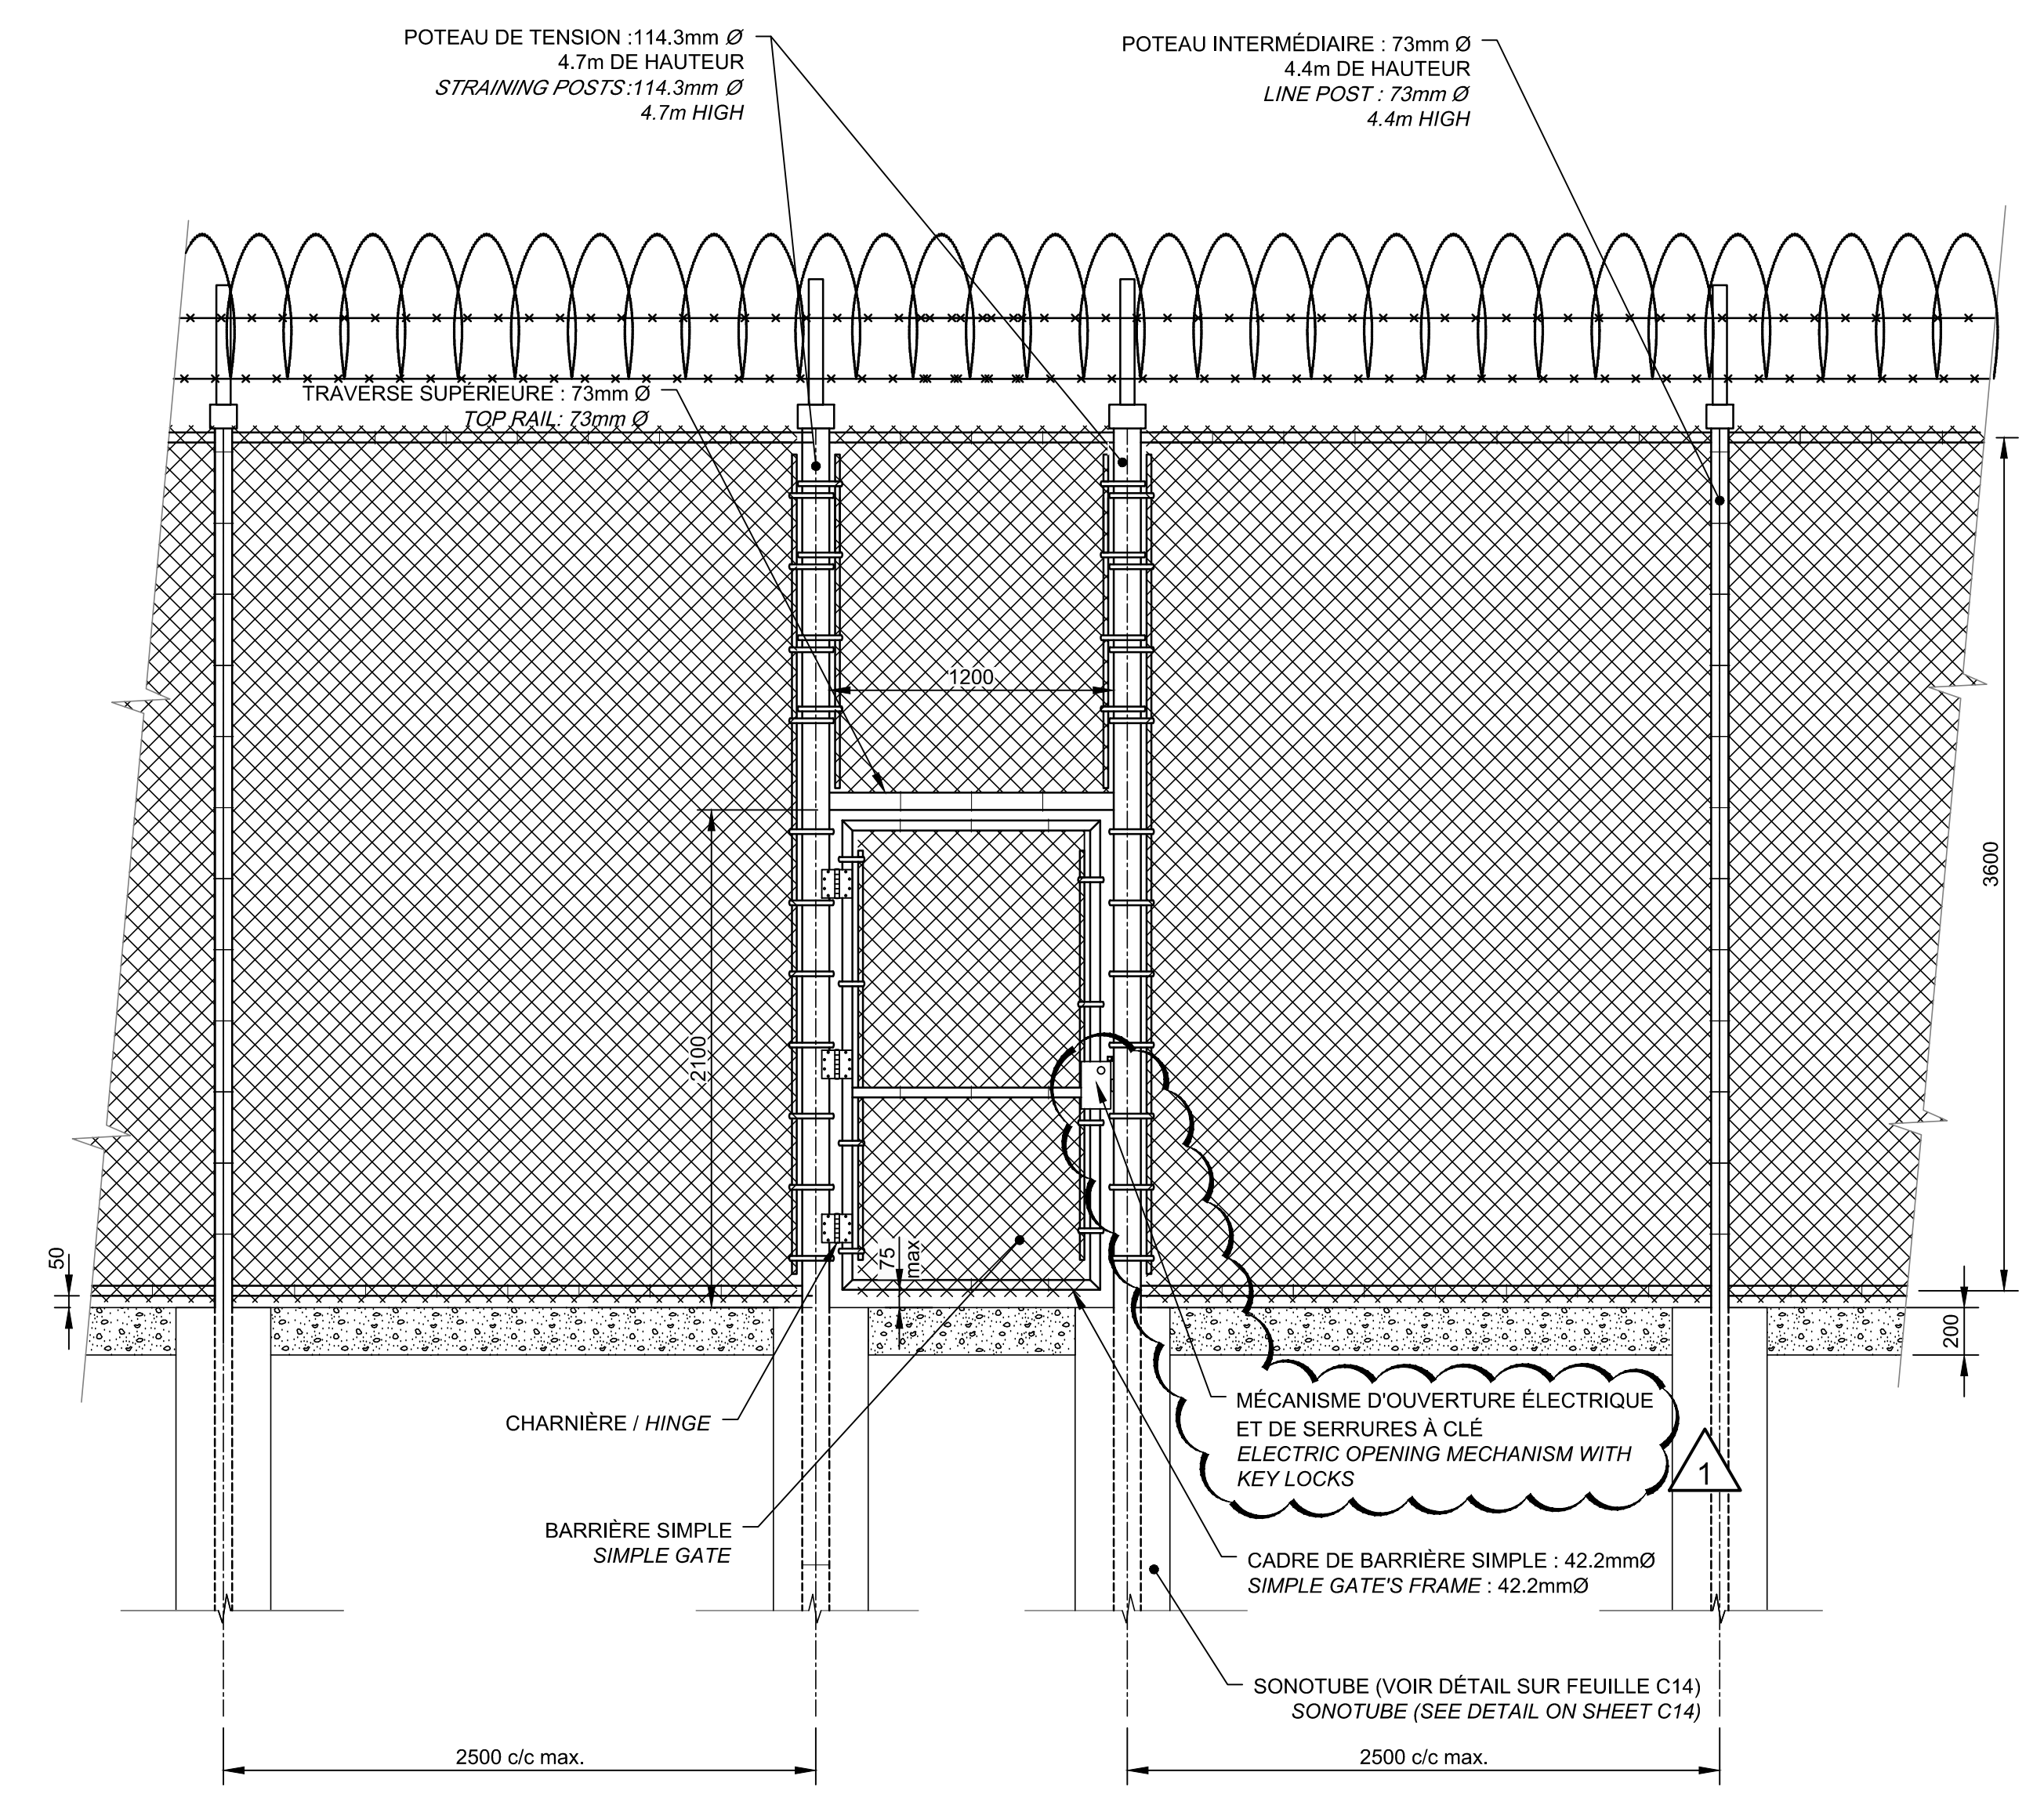 POTEAU DE TENSION :114.3mm Ø
4.7m DE HAUTEUR
STRAINING POSTS:114.3mm Ø
4.7m HIGH
POTEAU INTERMÉDIAIRE : 73mm Ø
4.4m DE HAUTEUR
LINE POST : 73mm Ø
4.4m HIGH
TRAVERSE SUPÉRIEURE : 73mm Ø
TOP RAIL: 73mm Ø
1200
3600
2100
50
75
max
200
MÉCANISME D'OUVERTURE ÉLECTRIQUE
ET DE SERRURES À CLÉ
ELECTRIC OPENING MECHANISM WITH
KEY LOCKS
1
CHARNIÈRE / HINGE
BARRIÈRE SIMPLE
SIMPLE GATE
CADRE DE BARRIÈRE SIMPLE : 42.2mmØ
SIMPLE GATE'S FRAME : 42.2mmØ
SONOTUBE (VOIR DÉTAIL SUR FEUILLE C14)
SONOTUBE (SEE DETAIL ON SHEET C14)
2500 c/c max.
2500 c/c max.